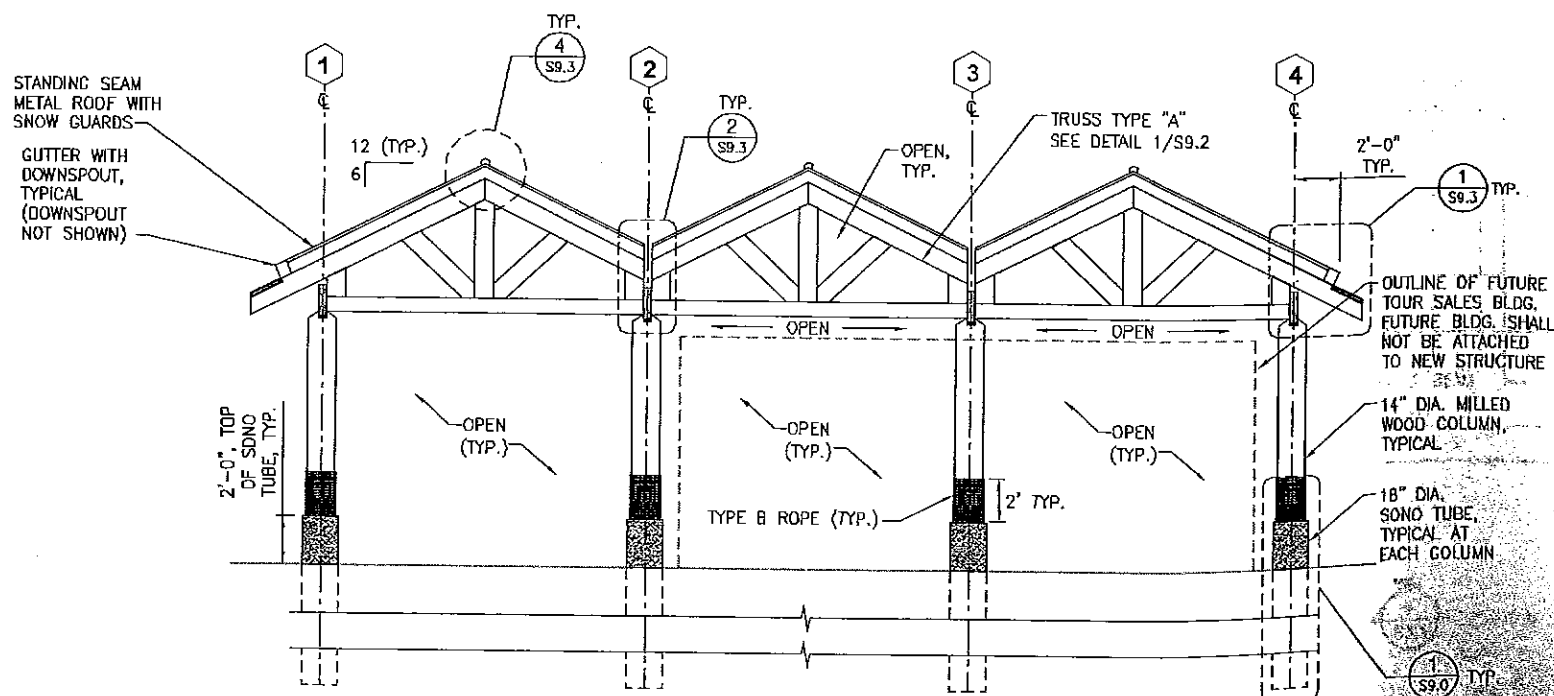 TYP.
4
S9.3
1
2
3
4
STANDING SEAM
METAL ROOF WITH
SNOW GUARDS
TYP.
2
S9.3
TRUSS TYPE "A"
SEE DETAIL 1/S9.2
2'-0"
TYP.
12 (TYP.)
6
GUTTER WITH
DOWNSPOUT,
TYPICAL
(DOWNSPOUT
NOT SHOWN)
OPEN,
TYP.
1
S9.3
TYP.
OUTLINE OF FUTURE
TOUR SALES BLDG.
FUTURE BLDG. SHALL
NOT BE ATTACHED
TO NEW STRUCTURE
OPEN
OPEN
14" DIA. MILLED
WOOD COLUMN,
TYPICAL
OPEN
(TYP.)
OPEN
(TYP.)
OPEN
(TYP.)
2'-0", TOP
OF SONO
TUBE, TYP.
TYPE B ROPE (TYP.)
2' TYP.
18" DIA.
SONO TUBE,
TYPICAL AT
EACH COLUMN
1
S9.0
TYP.